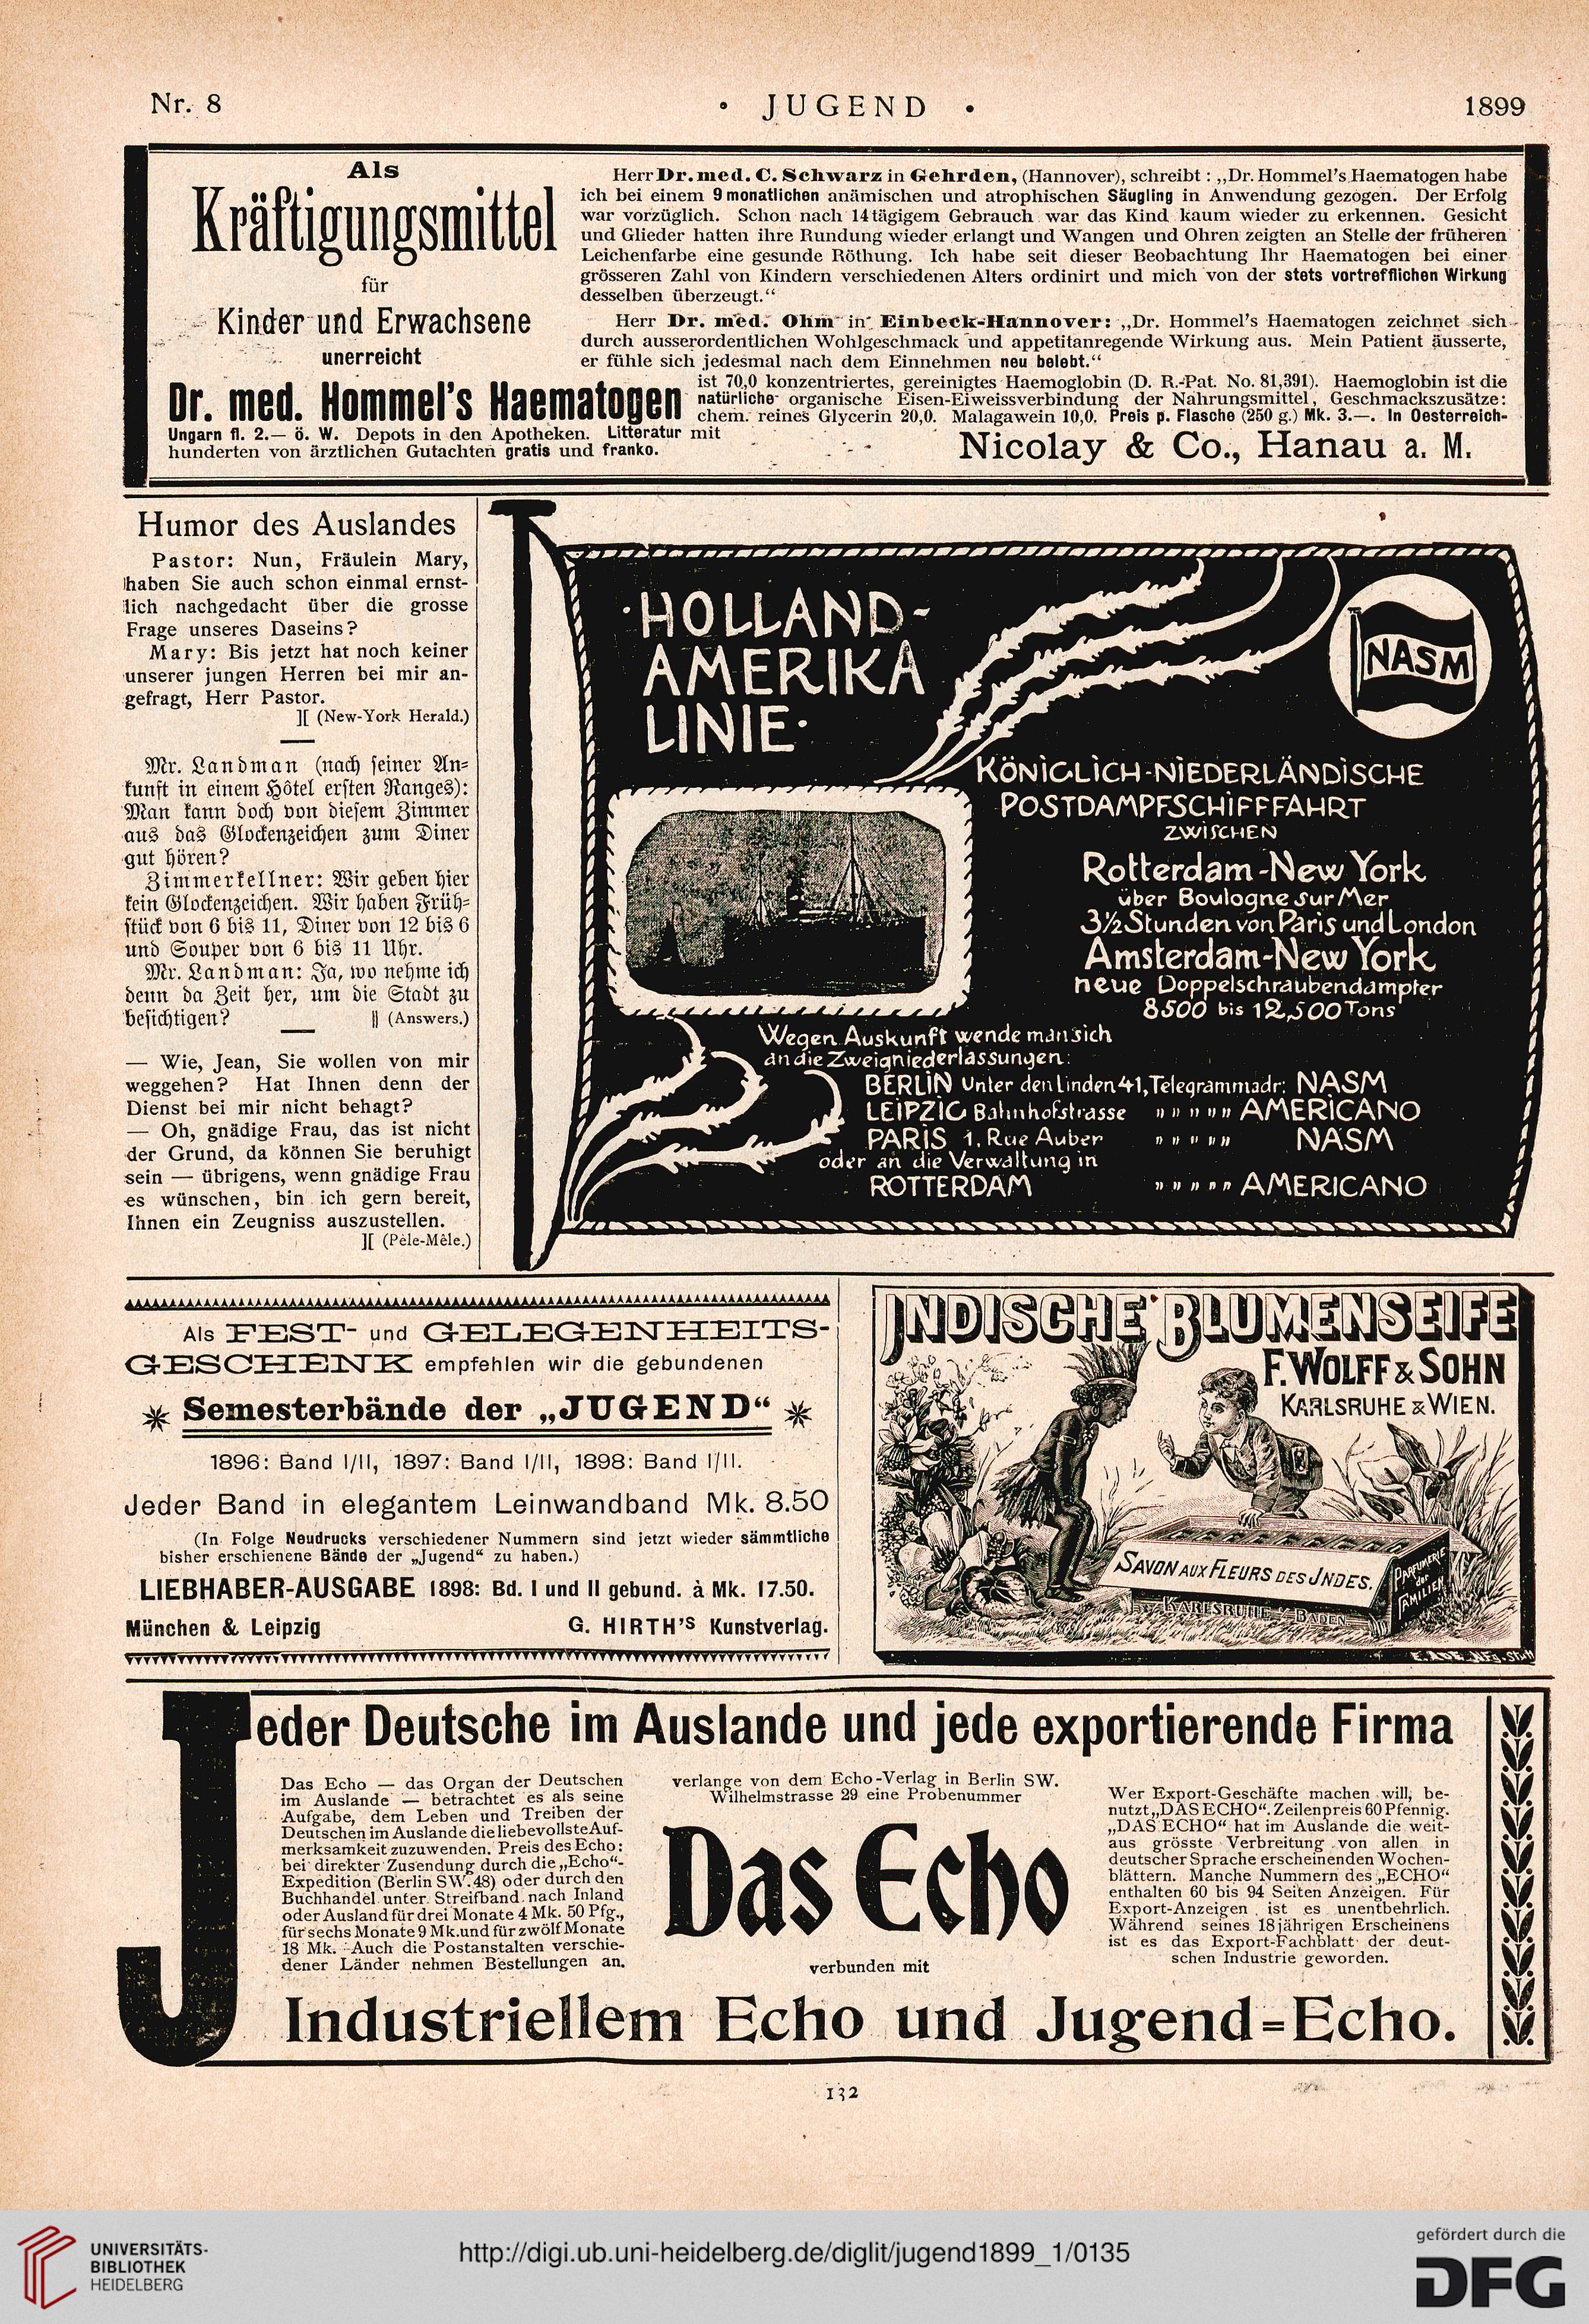 Nr. 8
• JUGEND •
1899
Als
Kräftigungsmittel
für
Kinder und Erwachsene
unerreicht
Herr Dr. med. C. Schwarz in Gehrden, (Hannover), schreibt: „Dr. Hommel's Haematogen habe
ich bei einem 9 monatlichen anämischen und atrophischen Säugling in Anwendung gezogen. Der Erfolg
war vorzüglich. Schon nach 14 tägigem Gebrauch war das Kind kaum wieder zu erkennen. Gesicht
und Glieder hatten ihre Rundung wieder erlangt und Wangen und Ohren zeigten an Stelle der früheren
Leichenfarbe eine gesunde Röthung. Ich habe seit dieser Beobachtung Ihr Haematogen bei einer
grösseren Zahl von Kindern verschiedenen Alters ordinirt und mich von der stets vortrefflichen Wirkung
desselben überzeugt.“
Herr Dr. med. Ohm in Einbeck-Hannover: „Dr. Hommel's Haematogen zeichnet sich
durch ausserordentlichen Wohlgeschmack und appetitanregende Wirkung aus. Mein Patient äusserte,
er fühle sich jedesmal nach dem Einnehmen neu belebt.“
Dr. med. Hommel's Haematogen
ist 70,0 konzentriertes, gereinigtes Haemoglobin (D. R.-Pat. No. 81,391). Haemoglobin ist die
natürliche organische Eisen-Eiweissverbindung der Nahrungsmittel, Geschmackszusätze:
chem. reines Glycerin 20,0. Malagawein 10,0. Preis p. Flasche (250 g.) Mk. 3.—. In Oesterreich-
Ungarn fl. 2.— ö. W. Depots in den Apotheken. Litteratur mit
hunderten von ärztlichen Gutachten gratis und franko.
Nicolay & Co., Hanau a. M.
Humor des Auslandes
Pastor: Nun, Fräulein Mary,
haben Sie auch schon einmal ernst-
lich nachgedacht über die grosse
Frage unseres Daseins?
Mary: Bis jetzt hat noch keiner
unserer jungen Herren bei mir an-
gefragt, Herr Pastor.
][ (New-York Herald.)
Mr. Landman (nach seiner An-
kunft in einem Hôtel ersten Ranges):
Man kann doch von diesem Zimmer
aus das Glockenzeichen zum Diner
gut hören?
Zimmerkellner: Wir geben hier
kein Glockenzeichen. Wir haben Früh-
stück von 6 bis 11, Diner von 12 bis 6
und Souper von 6 bis 11 Uhr.
Mr. Landman: Ja, wo nehme ich
denn da Zeit her, um die Stadt zu
besichtigen?
|| (Answers.)
— Wie, Jean, Sie wollen von mir
weggehen? Hat Ihnen denn der
Dienst bei mir nicht behagt?
— Oh, gnädige Frau, das ist nicht
der Grund, da können Sie beruhigt
sein — übrigens, wenn gnädige Frau
es wünschen, bin ich gern bereit,
Ihnen ein Zeugniss auszustellen.
][ (Pêle-Mêle.)
·HOLLAND-
AMERIKA
LINIE·
NASM
KÖNIGLICH-NIEDERLÄNDISCHE
POSTDAMPFSCHIFFFAHRT
ZWISCHEN
Rotterdam-New York
über Boulogne sur Mer
3½ Stunden von Paris und London
Amsterdam-New York
neue Doppelschraubendampfer
8500 bis 12,500 Tons
Wegen Auskunft wende man sich
an die Zweigniederlassungen:
BERLIN Unter den Linden 41, Telegrammadr: NASM
LEIPZIG Bahnhofstrasse " " " " " AMERICANO
PARIS 1, Rue Auber " " " " " NASM
oder an die Verwaltung in
ROTTERDAM " " " " " AMERICANO
Als FEST- und GELEGENHEITS-
GESCHENK empfehlen wir die gebundenen
* Semesterbände der „JUGEND“ *
1896: Band I/II, 1897: Band I/II, 1898: Band I/II.
Jeder Band in elegantem Leinwandband Mk. 8.50
(In Folge Neudrucks verschiedener Nummern sind jetzt wieder sämmtliche
bisher erschienene Bände der „Jugend“ zu haben.)
LIEBHABER-AUSGABE 1898: Bd. I und II gebund. à Mk. 17.50.
München & Leipzig
G. HIRTH'S Kunstverlag.
INDISCHE BLUMENSEIFE
F. WOLFF & SOHN
KARLSRUHE & WIEN.
SAVON AUX FLEURS DES INDES.
PARFUMERIE
der
FAMILIEN
KARLSRUHE i/ BADEN
E. ADE
Jeder Deutsche im Auslande und jede exportierende Firma
Das Echo — das Organ der Deutschen
im Auslande — betrachtet es als seine
Aufgabe, dem Leben und Treiben der
Deutschen im Auslande die liebevollste Auf-
merksamkeit zuzuwenden. Preis des Echo:
bei direkter Zusendung durch die „Echo“-
Expedition (Berlin SW. 48) oder durch den
Buchhandel unter Streifband nach Inland
oder Ausland für drei Monate 4 Mk. 50 Pfg.,
für sechs Monate 9 Mk. und für zwölf Monate
18 Mk. Auch die Postanstalten verschie-
dener Länder nehmen Bestellungen an.
verlange von dem Echo-Verlag in Berlin SW.
Wilhelmstrasse 29 eine Probenummer
Das Echo
verbunden mit
Wer Export-Geschäfte machen will, be-
nutzt „DAS ECHO“. Zeilenpreis 60 Pfennig.
„DAS ECHO“ hat im Auslande die weit-
aus grösste Verbreitung von allen in
deutscher Sprache erscheinenden Wochen-
blättern. Manche Nummern des „ECHO“
enthalten 60 bis 94 Seiten Anzeigen. Für
Export-Anzeigen ist es unentbehrlich.
Während seines 18 jährigen Erscheinens
ist es das Export-Fachblatt der deut-
schen Industrie geworden.
Industriellem Echo und Jugend=Echo.
132
UNIVERSITÄTS-
BIBLIOTHEK
HEIDELBERG
http://digi.ub.uni-heidelberg.de/diglit/jugend1899_1/0135
gefördert durch die
DFG